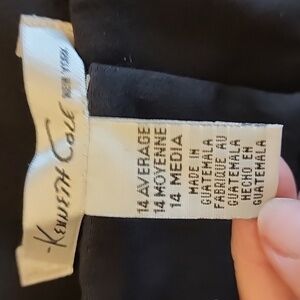 Kenneth Cole
NEW YORK
14 AVERAGE
14 MOYENNE
14 MEDIA
MADE IN
GUATEMALA
FABRIQUE AU
GUATEMALA
HECHO EN
GUATEMALA